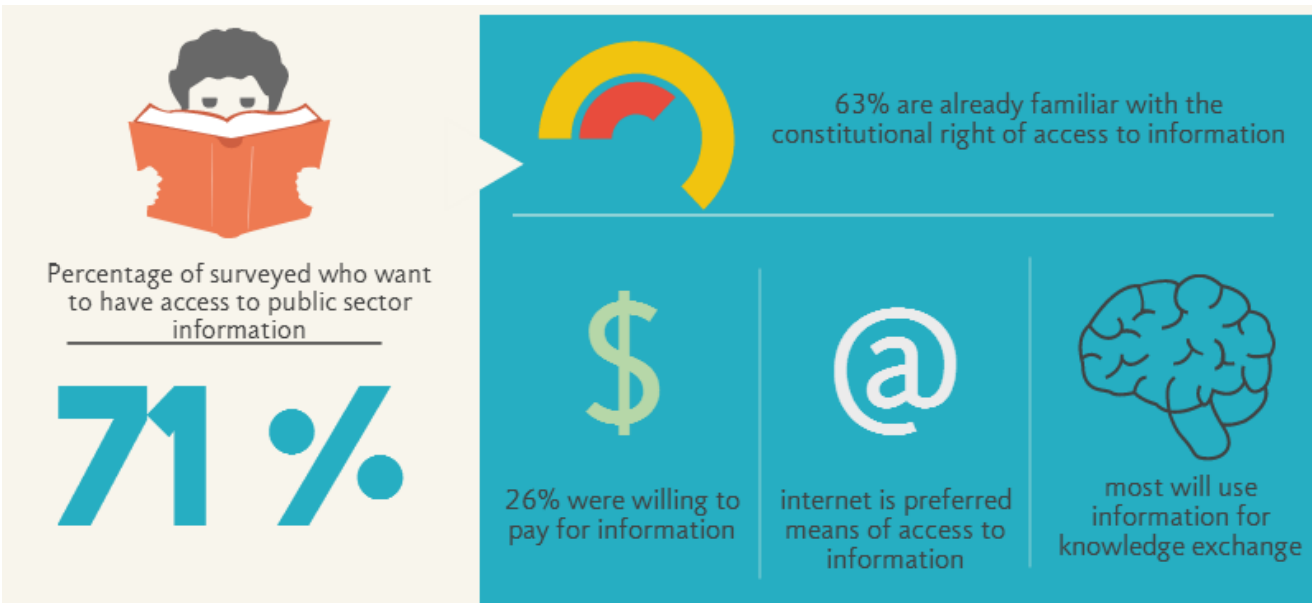 Percentage of surveyed who want
to have access to public sector
information
71 %
63% are already familiar with the
constitutional right of access to information
$
26% were willing to
pay for information
@
internet is preferred
means of access to
information
most will use
information for
knowledge exchange